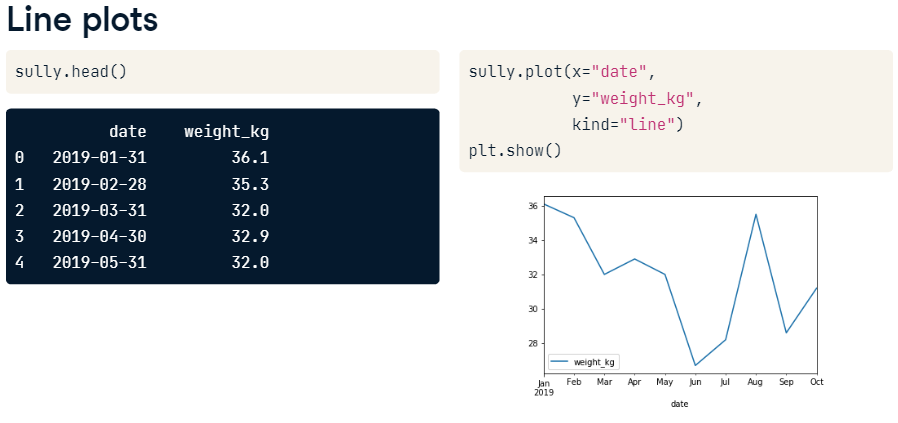 Line plots
sully.head()
date weight_kg
0 2019-01-31 36.1
1 2019-02-28 35.3
2 2019-03-31 32.0
3 2019-04-30 32.9
4 2019-05-31 32.0
sully.plot(x="date",
y="weight_kg",
kind="line")
plt.show()
36
34
32
30
28
weight_kg
Jan Feb Mar Apr May Jun Jul Aug Sep Oct
2019
date